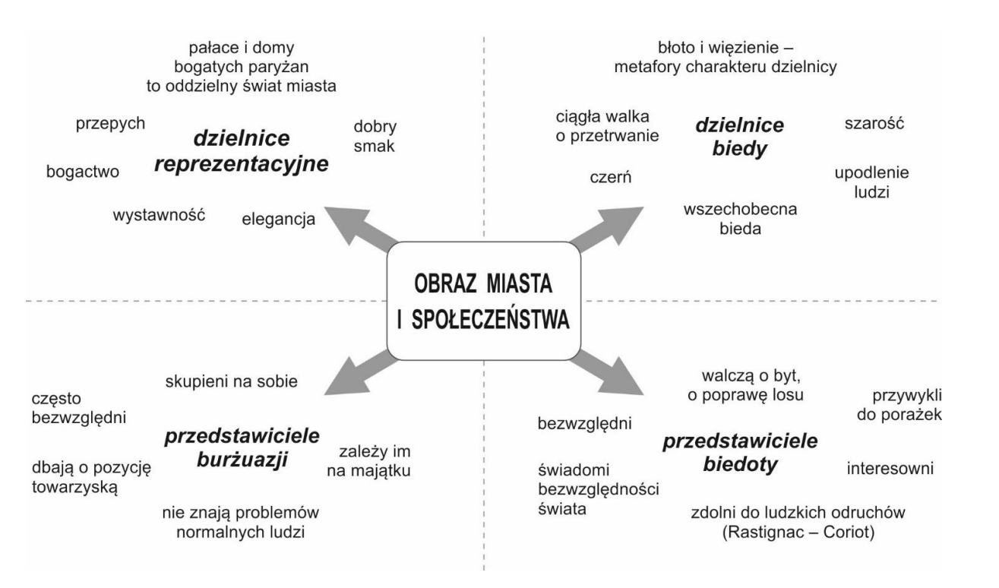 pałace i domy
bogatych paryżan
to oddzielny świat miasta
przepych
dzielnice
reprezentacyjne
dobry
smak
bogactwo
wystawność
elegancja
błoto i więzienie –
metafory charakteru dzielnicy
ciągła walka
o przetrwanie
dzielnice
biedy
szarość
czerń
upodlenie
ludzi
wszechobecna
bieda
OBRAZ MIASTA
I SPOŁECZEŃSTWA
skupieni na sobie
często
bezwzględni
przedstawiciele
burżuazji
zależy im
na majątku
dbają o pozycję
towarzyską
nie znają problemów
normalnych ludzi
walczą o byt,
o poprawę losu
przywykli
do porażek
bezwzględni
przedstawiciele
biedoty
świadomi
bezwzględności
świata
interesowni
zdolni do ludzkich odruchów
(Rastignac – Coriot)